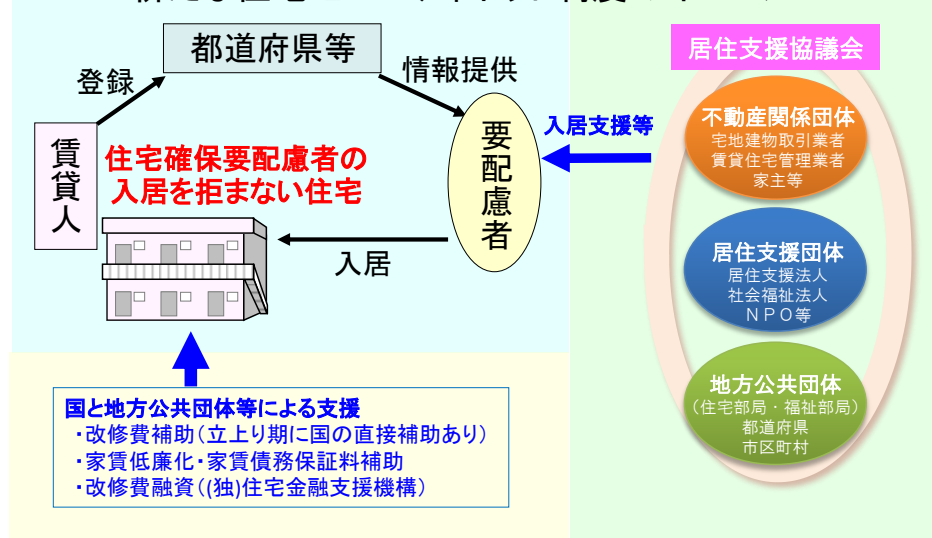 都道府県等
登録
情報提供
賃貸人
住宅確保要配慮者の
入居を拒まない住宅
要配慮者
入居
入居支援等
居住支援協議会
不動産関係団体
宅地建物取引業者
賃貸住宅管理業者
家主等
居住支援団体
居住支援法人
社会福祉法人
ＮＰＯ等
地方公共団体
（住宅部局・福祉部局）
都道府県
市区町村
国と地方公共団体等による支援
・改修費補助（立上り期に国の直接補助あり）
・家賃低廉化・家賃債務保証料補助
・改修費融資（(独)住宅金融支援機構）